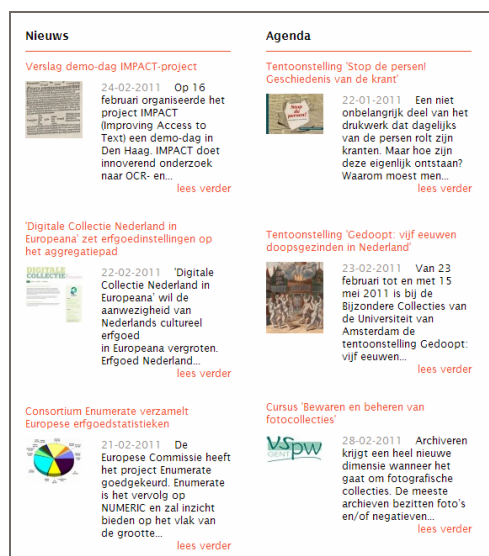 Nieuws
Verslag demo-dag IMPACT-project
24-02-2011 Op 16
februari organiseerde het
project IMPACT
(Improving Access to
Text) een demo-dag in
Den Haag. IMPACT doet
innoverend onderzoek
naar OCR- en...
lees verder
'Digitale Collectie Nederland in
Europeana' zet erfgoedinstellingen op
het aggregatiepad
DIGITALE
COLLECTIE
22-02-2011 'Digitale
Collectie Nederland in
Europeana' wil de
aanwezigheid van
Nederlands cultureel
erfgoed
in Europeana vergroten.
Erfgoed Nederland...
lees verder
Consortium Enumerate verzamelt
Europese erfgoedstatistieken
21-02-2011 De
Europese Commissie heeft
het project Enumerate
goedgekeurd. Enumerate
is het vervolg op
NUMERIC en zal inzicht
bieden op het vlak van
de grootte...
lees verder
Agenda
Tentoonstelling 'Stop de persen!
Geschiedenis van de krant'
Stop
de
persen!
22-01-2011 Een niet
onbelangrijk deel van het
drukwerk dat dagelijks
van de persen rolt zijn
kranten. Maar hoe zijn
deze eigenlijk ontstaan?
Waarom moest men...
lees verder
Tentoonstelling 'Gedoopt: vijf eeuwen
doopsgezinden in Nederland'
23-02-2011 Van 23
februari tot en met 15
mei 2011 is bij de
Bijzondere Collecties van
de Universiteit van
Amsterdam de
tentoonstelling Gedoopt:
vijf eeuwen...
lees verder
Cursus 'Bewaren en beheren van
fotocollecties'
vspw
GENT
28-02-2011 Archiveren
krijgt een heel nieuwe
dimensie wanneer het
gaat om fotografische
collecties. De meeste
archieven bezitten foto's
en/of negatieven...
lees verder